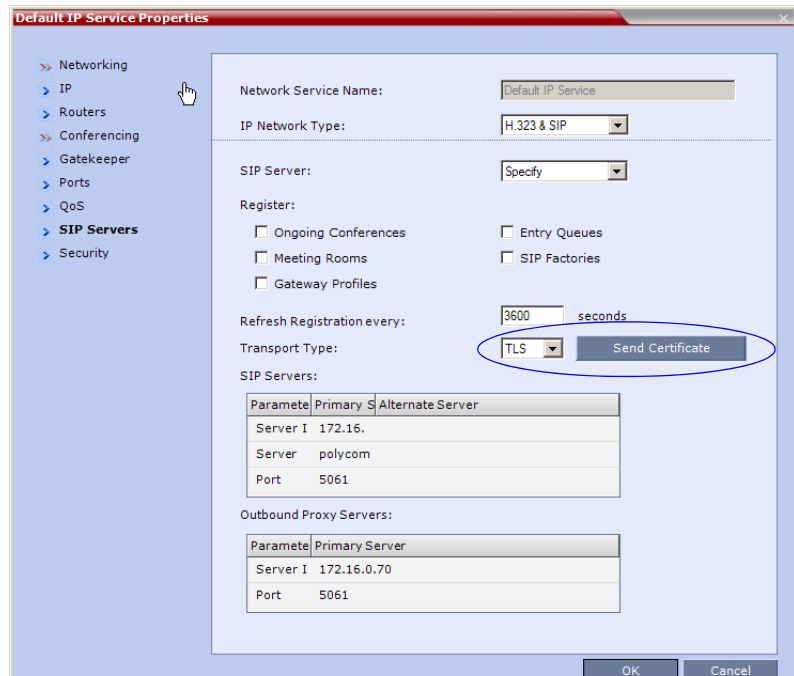 Default IP Service Properties
Networking
IP
Routers
Conferencing
Gatekeeper
Ports
QoS
SIP Servers
Security
Network Service Name: Default IP Service
IP Network Type: H.323 & SIP
SIP Server: Specify
Register:
Ongoing Conferences Entry Queues
Meeting Rooms SIP Factories
Gateway Profiles
Refresh Registration every: 3600 seconds
Transport Type: TLS Send Certificate
SIP Servers:
Paramete Primary S Alternate Server
Server I 172.16.
Server polycom
Port 5061
Outbound Proxy Servers:
Paramete Primary Server
Server I 172.16.0.70
Port 5061
OK Cancel